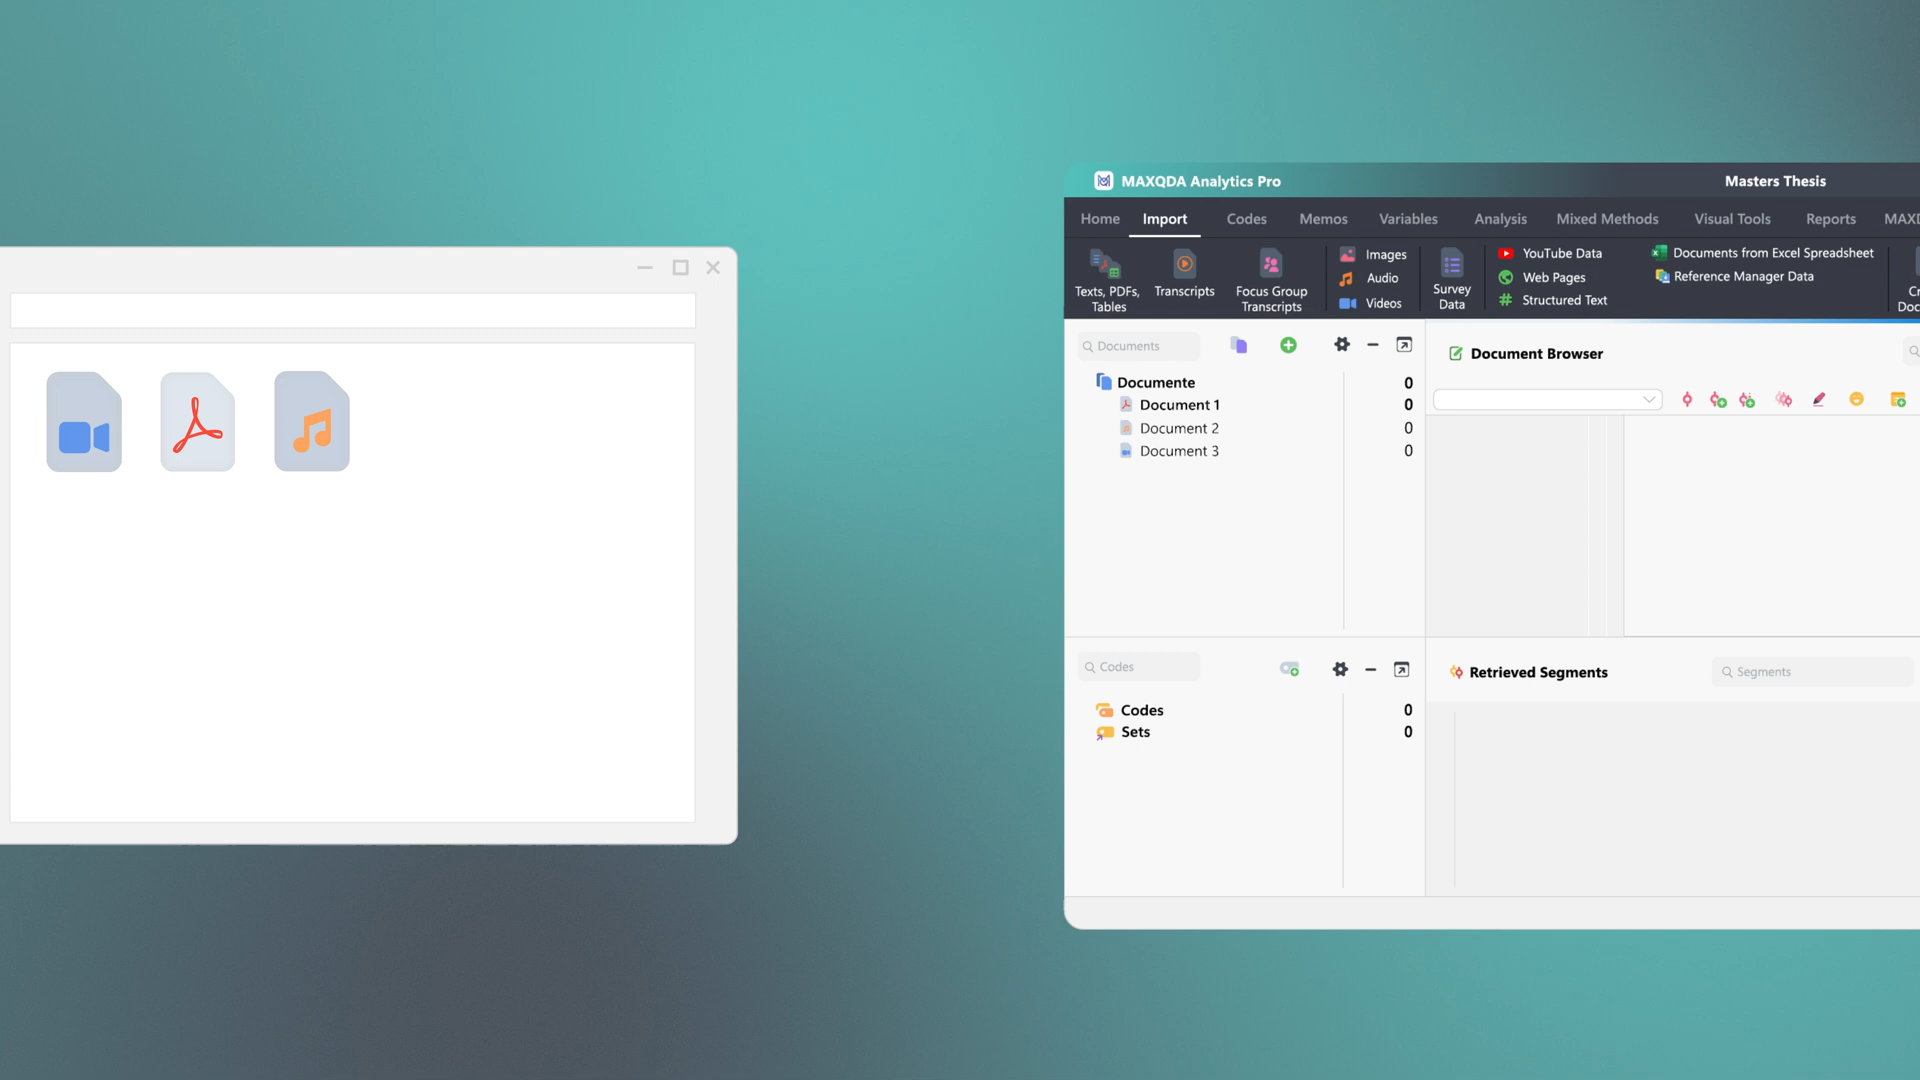 MAXQDA Analytics Pro
Masters Thesis
Home Import Codes Memos Variables Analysis Mixed Methods Visual Tools Reports
Texts, PDFs,
Tables
Transcripts
Focus Group
Transcripts
Images
Audio
Videos
Survey
Data
YouTube Data
Web Pages
Structured Text
Documents from Excel Spreadsheet
Reference Manager Data
Documents
Documente 0
Document 1 0
Document 2 0
Document 3 0
Document Browser
Codes
Codes 0
Sets 0
Retrieved Segments
Segments